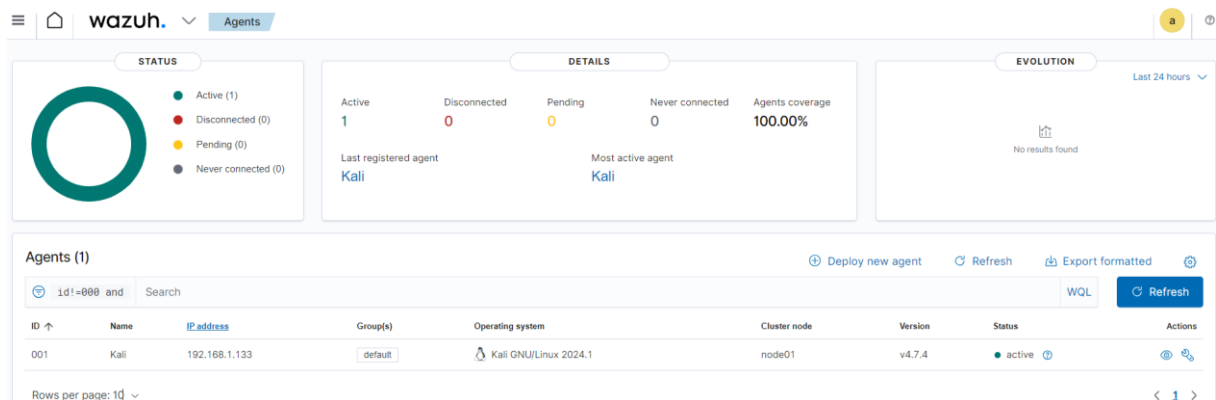 wazuh. Agents a
STATUS
Active (1)
Disconnected (0)
Pending (0)
Never connected (0)
DETAILS
Active Disconnected Pending Never connected Agents coverage
1 0 0 0 100.00%
Last registered agent Most active agent
Kali Kali
EVOLUTION
Last 24 hours
No results found
Agents (1) Deploy new agent Refresh Export formatted
id!=000 and Search WQL Refresh
ID Name IP address Group(s) Operating system Cluster node Version Status Actions
001 Kali 192.168.1.133 default Kali GNU/Linux 2024.1 node01 v4.7.4 active
Rows per page: 10 < 1 >